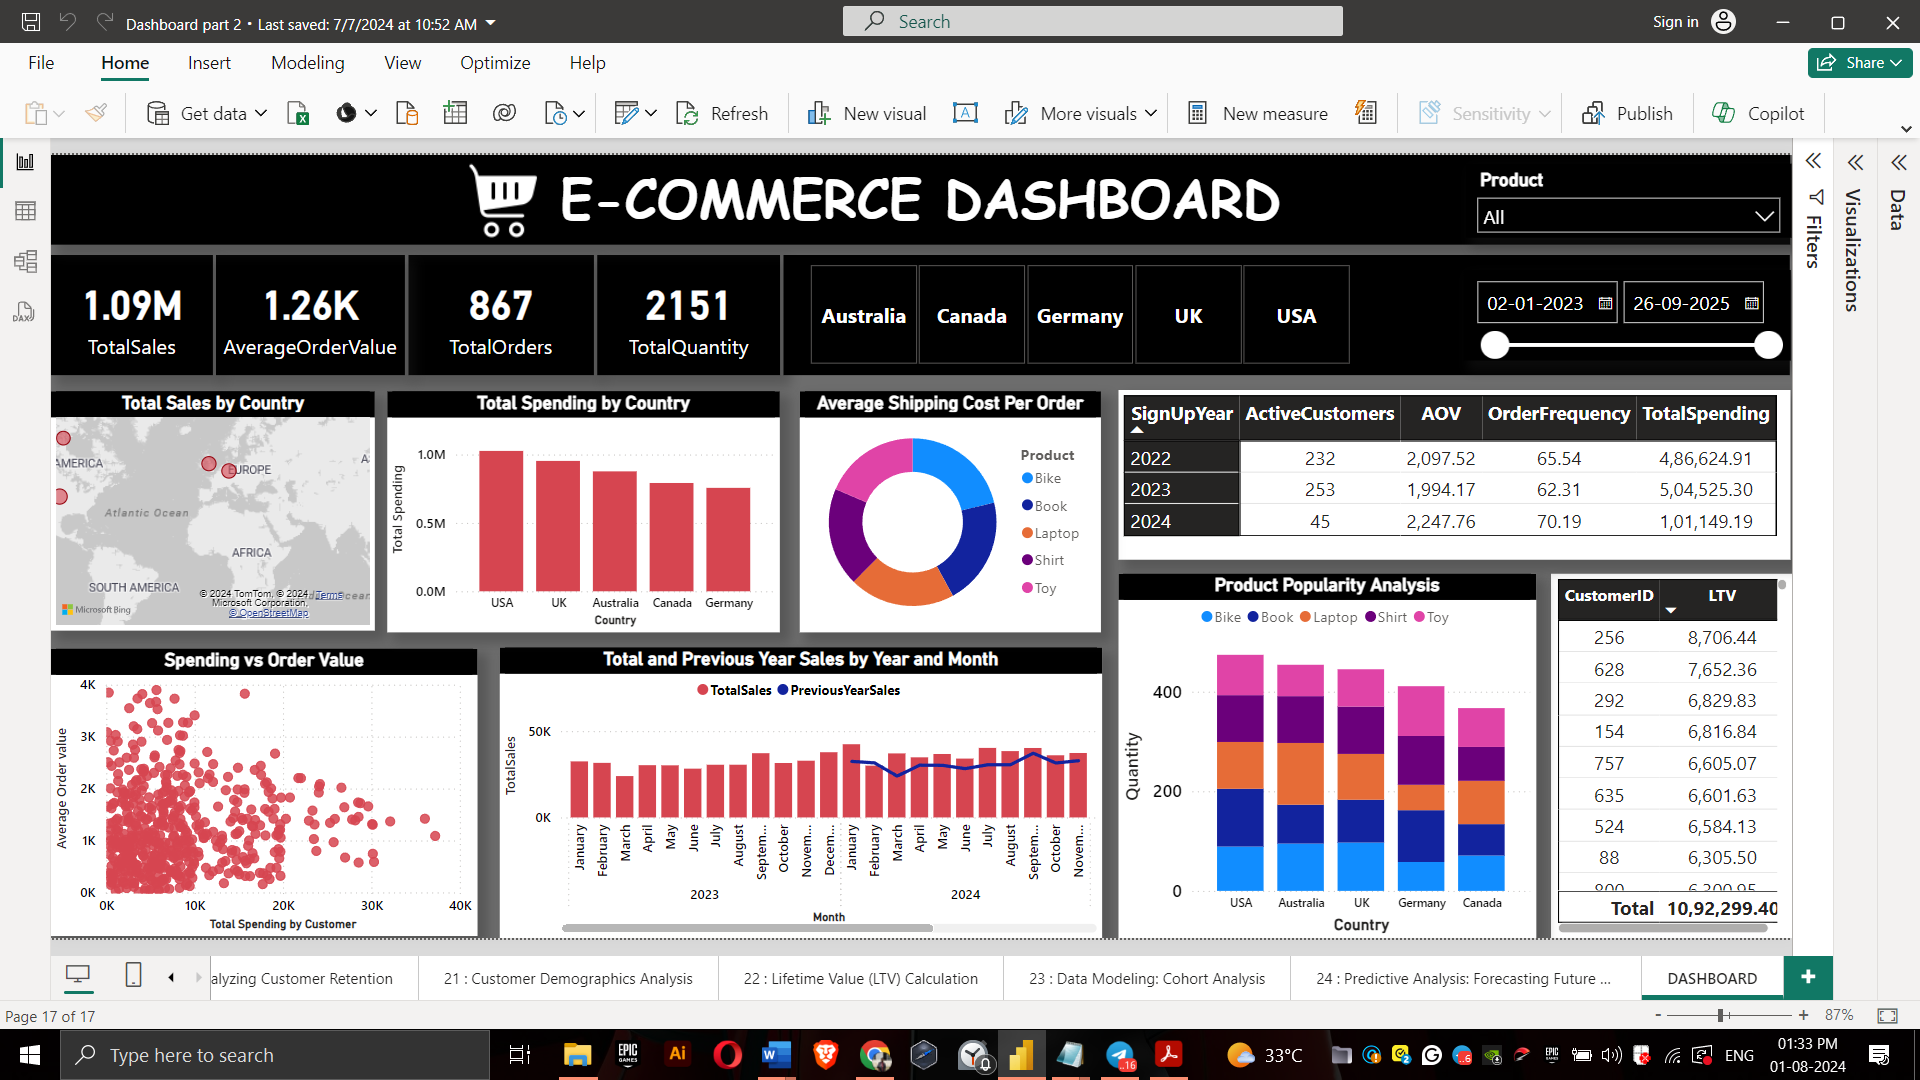 Dashboard part 2 • Last saved: 7/7/2024 at 10:52 AM
Search
Sign in
File
Home
Insert
Modeling
View
Optimize
Help
Share
Get data
Refresh
New visual
More visuals
New measure
Sensitivity
Publish
Copilot
E-COMMERCE DASHBOARD
Product
All
Filters
Visualizations
Data
1.09M
TotalSales
1.26K
AverageOrderValue
867
TotalOrders
2151
TotalQuantity
Australia
Canada
Germany
UK
USA
02-01-2023
26-09-2025
Total Sales by Country
AMERICA
EUROPE
A
Atlantic Ocean
AFRICA
SOUTH AMERICA
© 2024 TomTom, © 2024 Terms
Microsoft Corporation,
© OpenStreetMap
Microsoft Bing
Total Spending by Country
Total Spending
1.0M
0.5M
0.0M
USA UK Australia Canada Germany
Country
Average Shipping Cost Per Order
Product
Bike
Book
Laptop
Shirt
Toy
SignUpYear ActiveCustomers AOV OrderFrequency TotalSpending
2022 232 2,097.52 65.54 4,86,624.91
2023 253 1,994.17 62.31 5,04,525.30
2024 45 2,247.76 70.19 1,01,149.19
Spending vs Order Value
Average Order value
4K
3K
2K
1K
0K
0K 10K 20K 30K 40K
Total Spending by Customer
Total and Previous Year Sales by Year and Month
TotalSales PreviousYearSales
TotalSales
50K
0K
January February March April May June July August Septem... October Novem... Decem... January February March April May June July August Septem... October Novem...
2023 2024
Month
Product Popularity Analysis
Bike Book Laptop Shirt Toy
Quantity
400
200
0
USA Australia UK Germany Canada
Country
CustomerID LTV
256 8,706.44
628 7,652.36
292 6,829.83
154 6,816.84
757 6,605.07
635 6,601.63
524 6,584.13
88 6,305.50
800 6,300.95
Total 10,92,299.40
alyzing Customer Retention
21 : Customer Demographics Analysis
22 : Lifetime Value (LTV) Calculation
23 : Data Modeling: Cohort Analysis
24 : Predictive Analysis: Forecasting Future ...
DASHBOARD
Page 17 of 17
87%
Type here to search
33°C
ENG
01:33 PM
01-08-2024